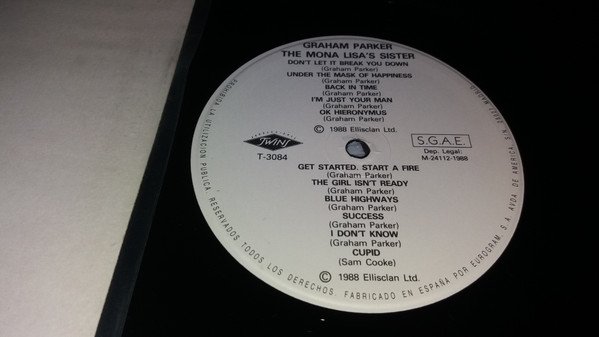 GRAHAM PARKER
THE MONA LISA'S SISTER
DON'T LET IT BREAK YOU DOWN
(Graham Parker)
UNDER THE MASK OF HAPPINESS
(Graham Parker)
BACK IN TIME
(Graham Parker)
I'M JUST YOUR MAN
(Graham Parker)
OK HIERONYMUS
(Graham Parker)
© 1988 Ellisclan Ltd.
TWINS
T-3084
S.G.A.E.
Dep. Legal:
M-24112-1988
GET STARTED. START A FIRE
(Graham Parker)
THE GIRL ISN'T READY
(Graham Parker)
BLUE HIGHWAYS
(Graham Parker)
SUCCESS
(Graham Parker)
I DON'T KNOW
(Graham Parker)
CUPID
(Sam Cooke)
© 1988 Ellisclan Ltd.
PROHIBIDA LA UTILIZACION PUBLICA. RESERVADOS TODOS LOS DERECHOS. FABRICADO EN ESPAÑA POR EUROGRAM, S.A. AVDA. DE AMERICA, S/N. MADRID